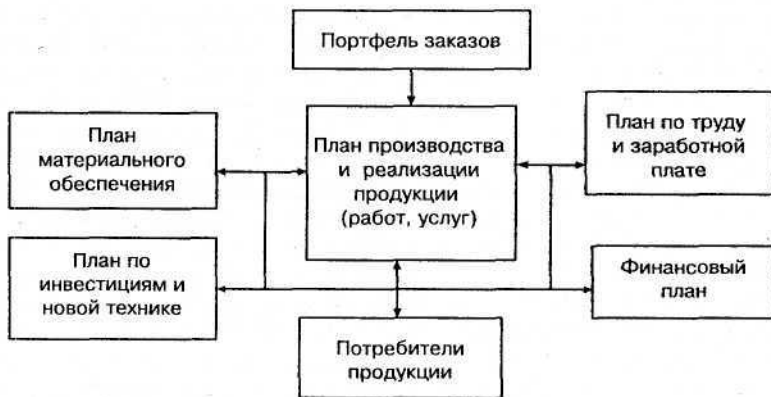 Портфель заказов
План
материального
обеспечения
План производства
и реализации
продукции
(работ, услуг)
План по труду
и заработной
плате
План по
инвестициям и
новой технике
Финансовый
план
Потребители
продукции